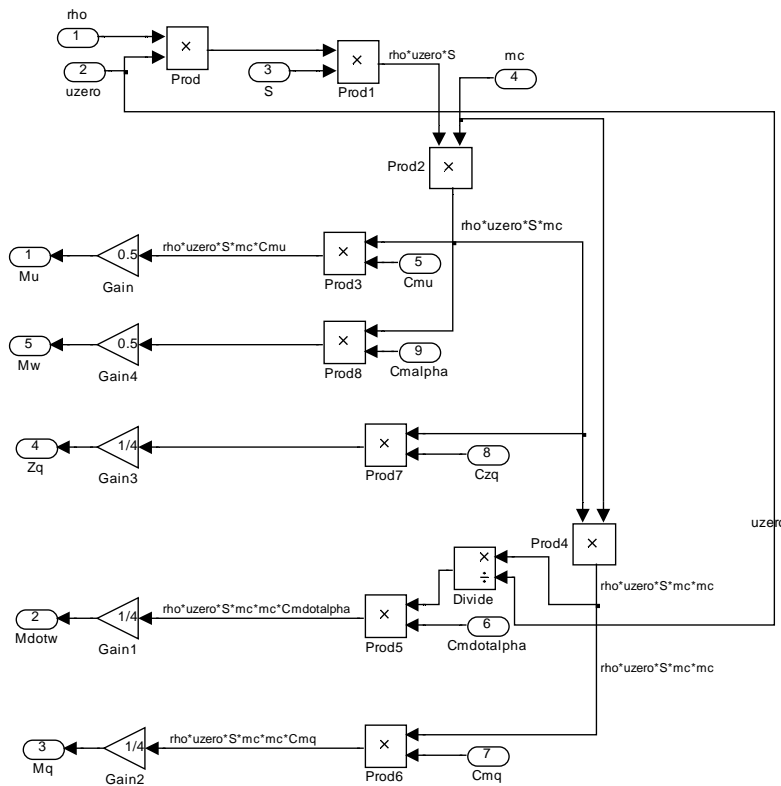 rho
1
×
Prod
2
uzero
3
S
×
Prod1
rho*uzero*S
mc
4
Prod2
×
rho*uzero*S*mc
1
Mu
0.5
Gain
rho*uzero*S*mc*Cmu
×
Prod3
5
Cmu
5
Mw
0.5
Gain4
×
Prod8
9
Cmalpha
4
Zq
1/4
Gain3
×
Prod7
8
Czq
uzero
Prod4
×
rho*uzero*S*mc*mc
×
÷
Divide
2
Mdotw
1/4
Gain1
rho*uzero*S*mc*mc*Cmdotalpha
×
Prod5
6
Cmdotalpha
rho*uzero*S*mc*mc
3
Mq
1/4
Gain2
rho*uzero*S*mc*mc*Cmq
×
Prod6
7
Cmq